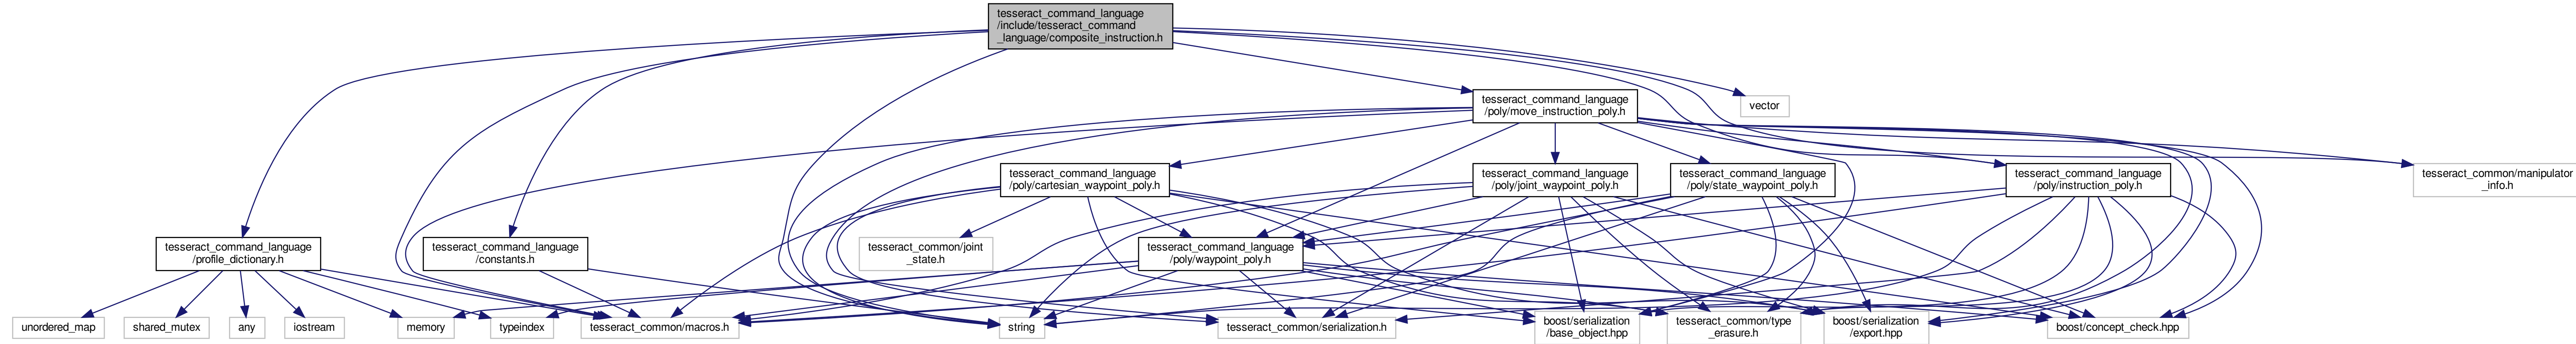 tesseract_command_language
/include/tesseract_command
_language/composite_instruction.h
tesseract_command_language
/poly/move_instruction_poly.h
vector
tesseract_command_language
/poly/cartesian_waypoint_poly.h
tesseract_command_language
/poly/joint_waypoint_poly.h
tesseract_command_language
/poly/state_waypoint_poly.h
tesseract_command_language
/poly/instruction_poly.h
tesseract_common/manipulator
_info.h
tesseract_command_language
/profile_dictionary.h
tesseract_command_language
/constants.h
tesseract_common/joint
_state.h
tesseract_command_language
/poly/waypoint_poly.h
unordered_map
shared_mutex
any
iostream
memory
typeindex
tesseract_common/macros.h
string
tesseract_common/serialization.h
boost/serialization
/base_object.hpp
tesseract_common/type
_erasure.h
boost/serialization
/export.hpp
boost/concept_check.hpp